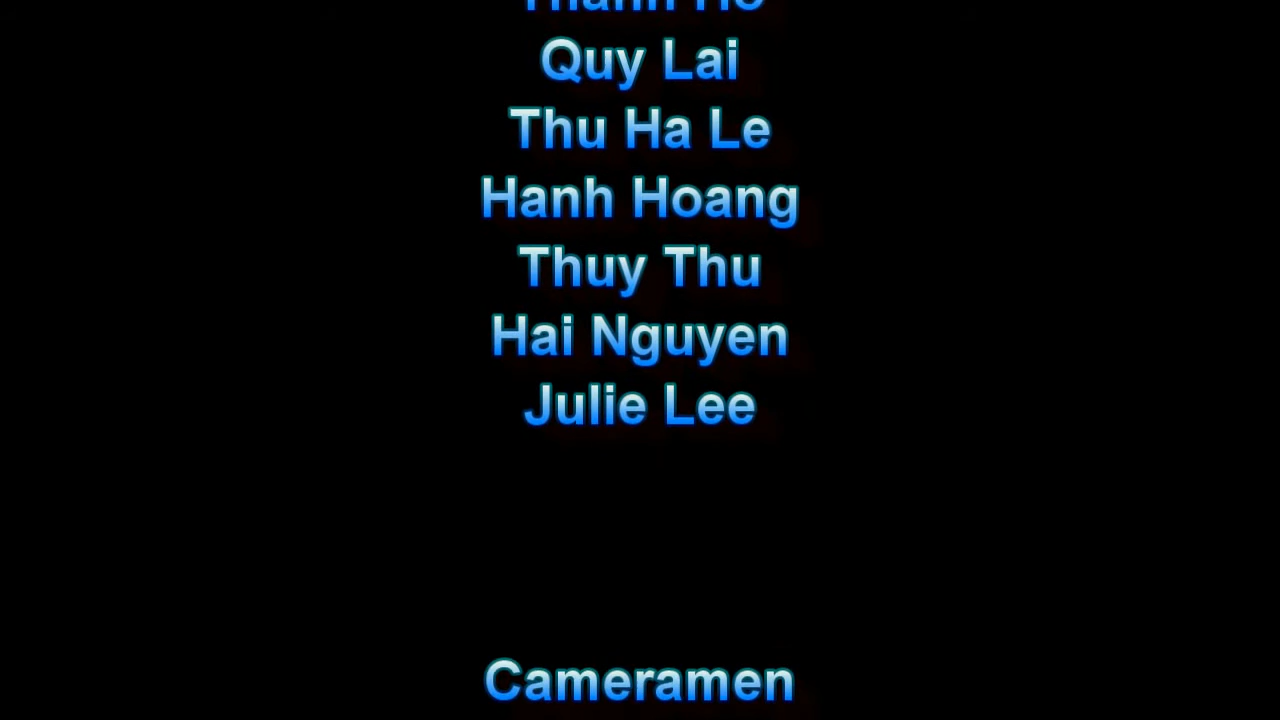 Quy Lai
Thu Ha Le
Hanh Hoang
Thuy Thu
Hai Nguyen
Julie Lee
Cameramen